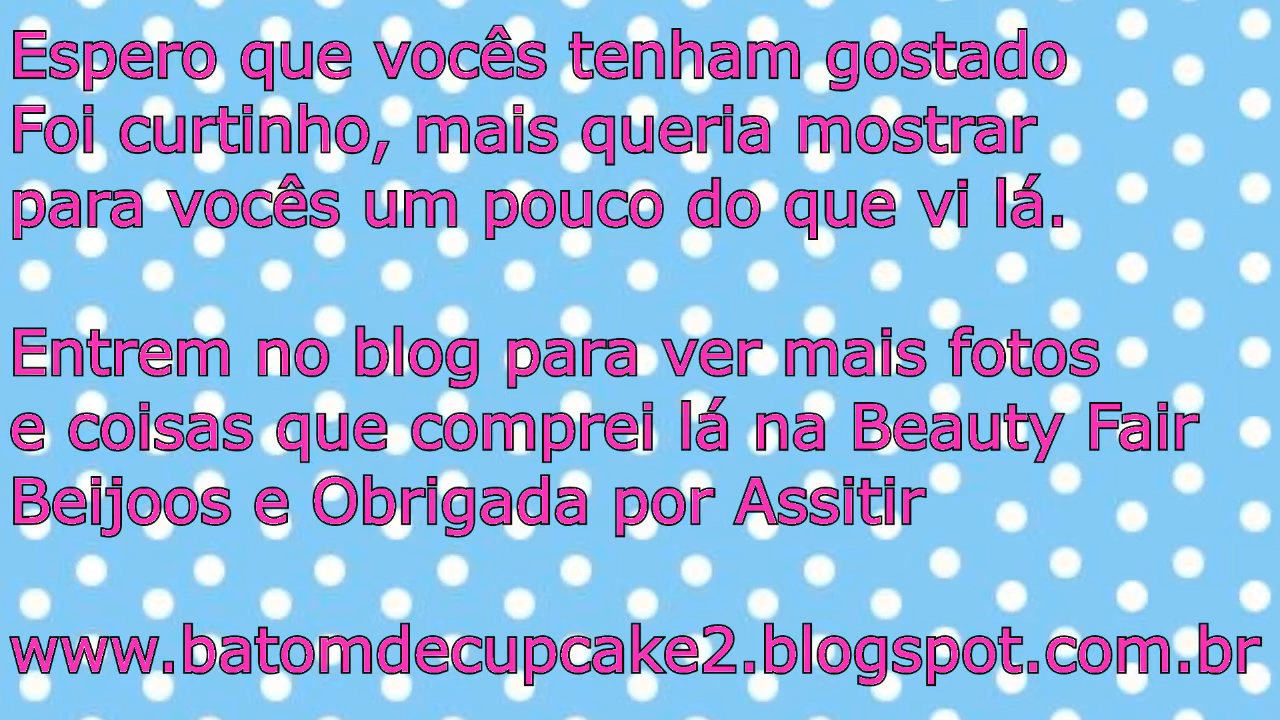 Espero que vocês tenham gostado
Foi curtinho, mais queria mostrar
para vocês um pouco do que vi lá.
Entrem no blog para ver mais fotos
e coisas que comprei lá na Beauty Fair
Beijoos e Obrigada por Assitir
www.batomdecupcake2.blogspot.com.br